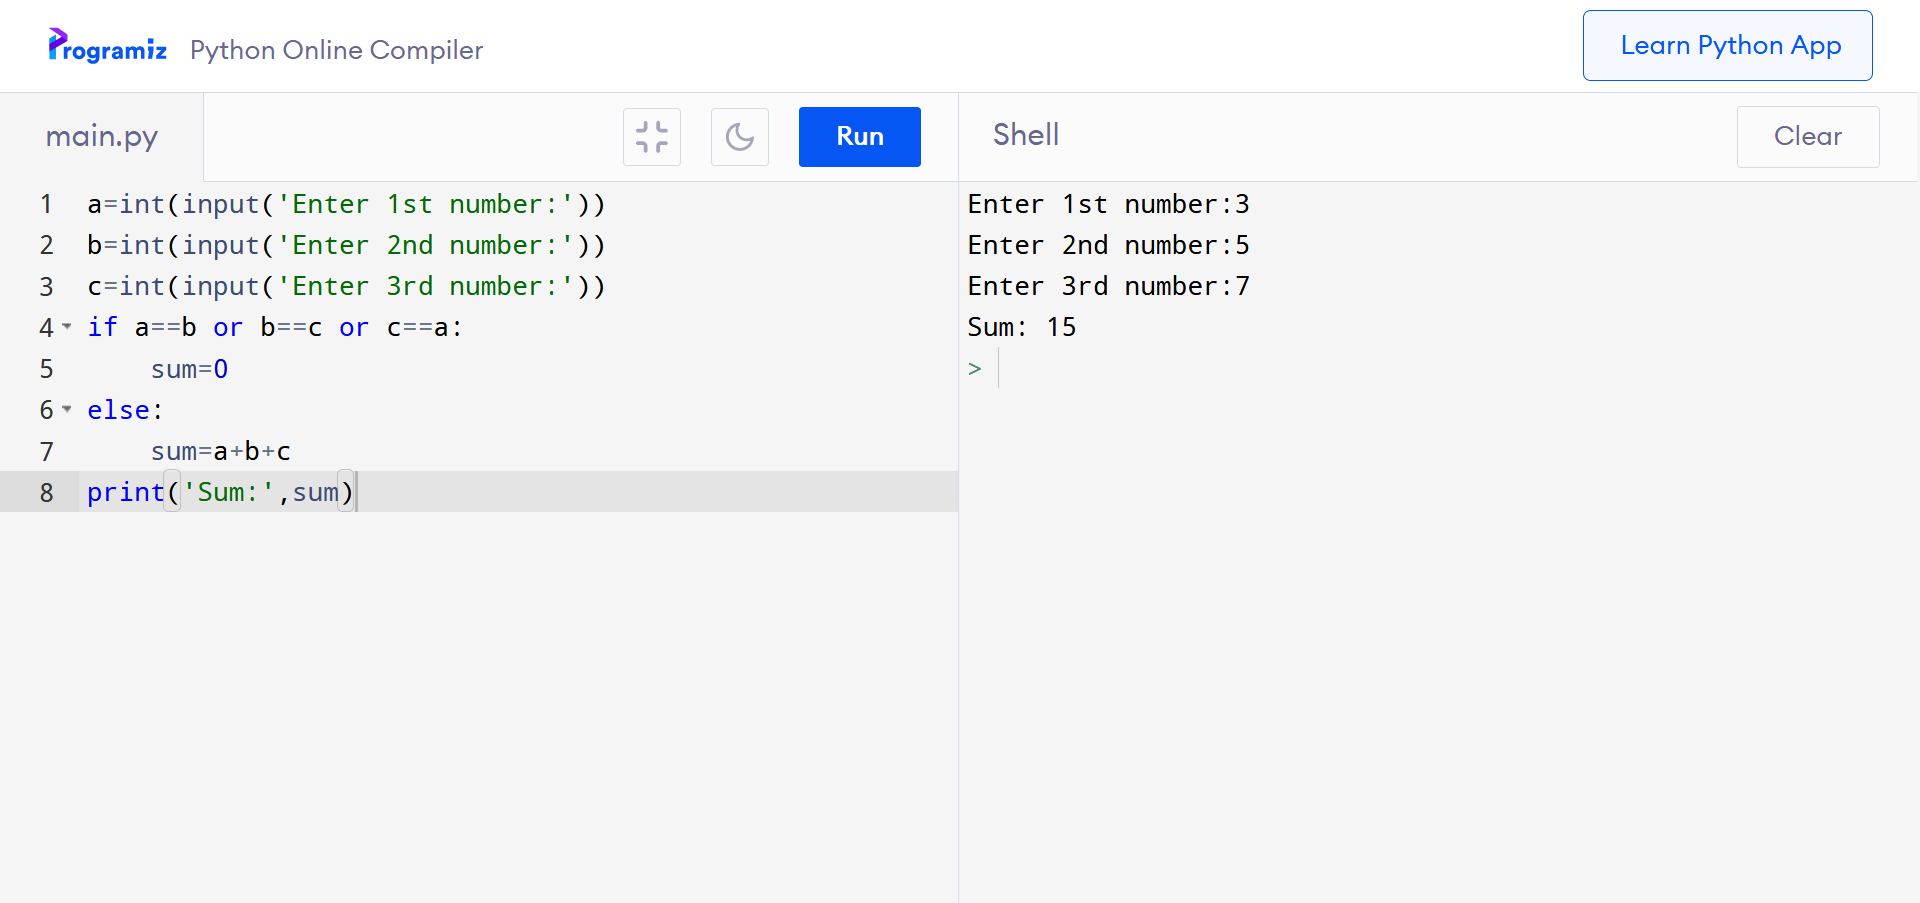 Programiz Python Online Compiler
Learn Python App
main.py
Run
Shell
Clear
1 a=int(input('Enter 1st number:'))
2 b=int(input('Enter 2nd number:'))
3 c=int(input('Enter 3rd number:'))
4 if a==b or b==c or c==a:
5     sum=0
6 else:
7     sum=a+b+c
8 print('Sum:',sum)
Enter 1st number:3
Enter 2nd number:5
Enter 3rd number:7
Sum: 15
>